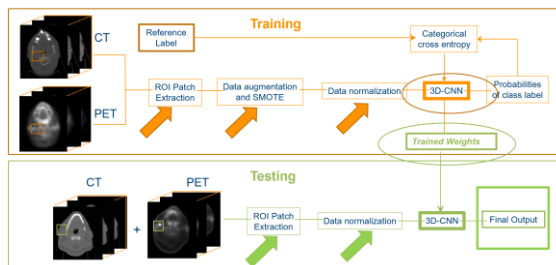 Training
CT
Reference
Label
Categorical
cross entropy
PET
ROI Patch
Extraction
Data augmentation
and SMOTE
Data normalization
3D-CNN
Probabilities
of class label
Trained Weights
Testing
CT
PET
+
ROI Patch
Extraction
Data normalization
3D-CNN
Final Output